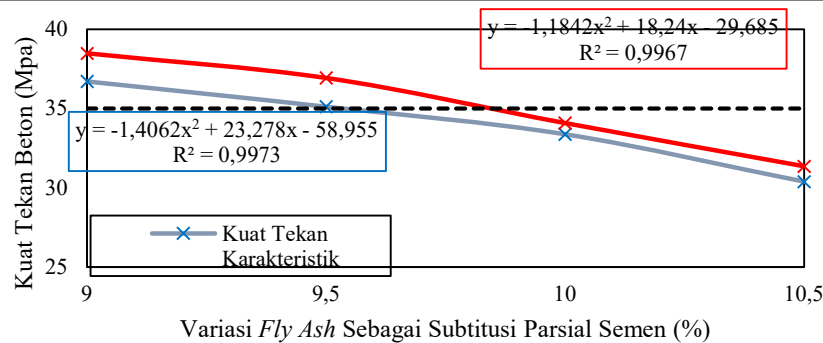 Kuat Tekan Beton (Mpa)
40
35
30
25
y = -1,1842x² + 18,24x - 29,685
R² = 0,9967
y = -1,4062x² + 23,278x - 58,955
R² = 0,9973
Kuat Tekan
Karakteristik
9
9,5
10
10,5
Variasi Fly Ash Sebagai Subtitusi Parsial Semen (%)